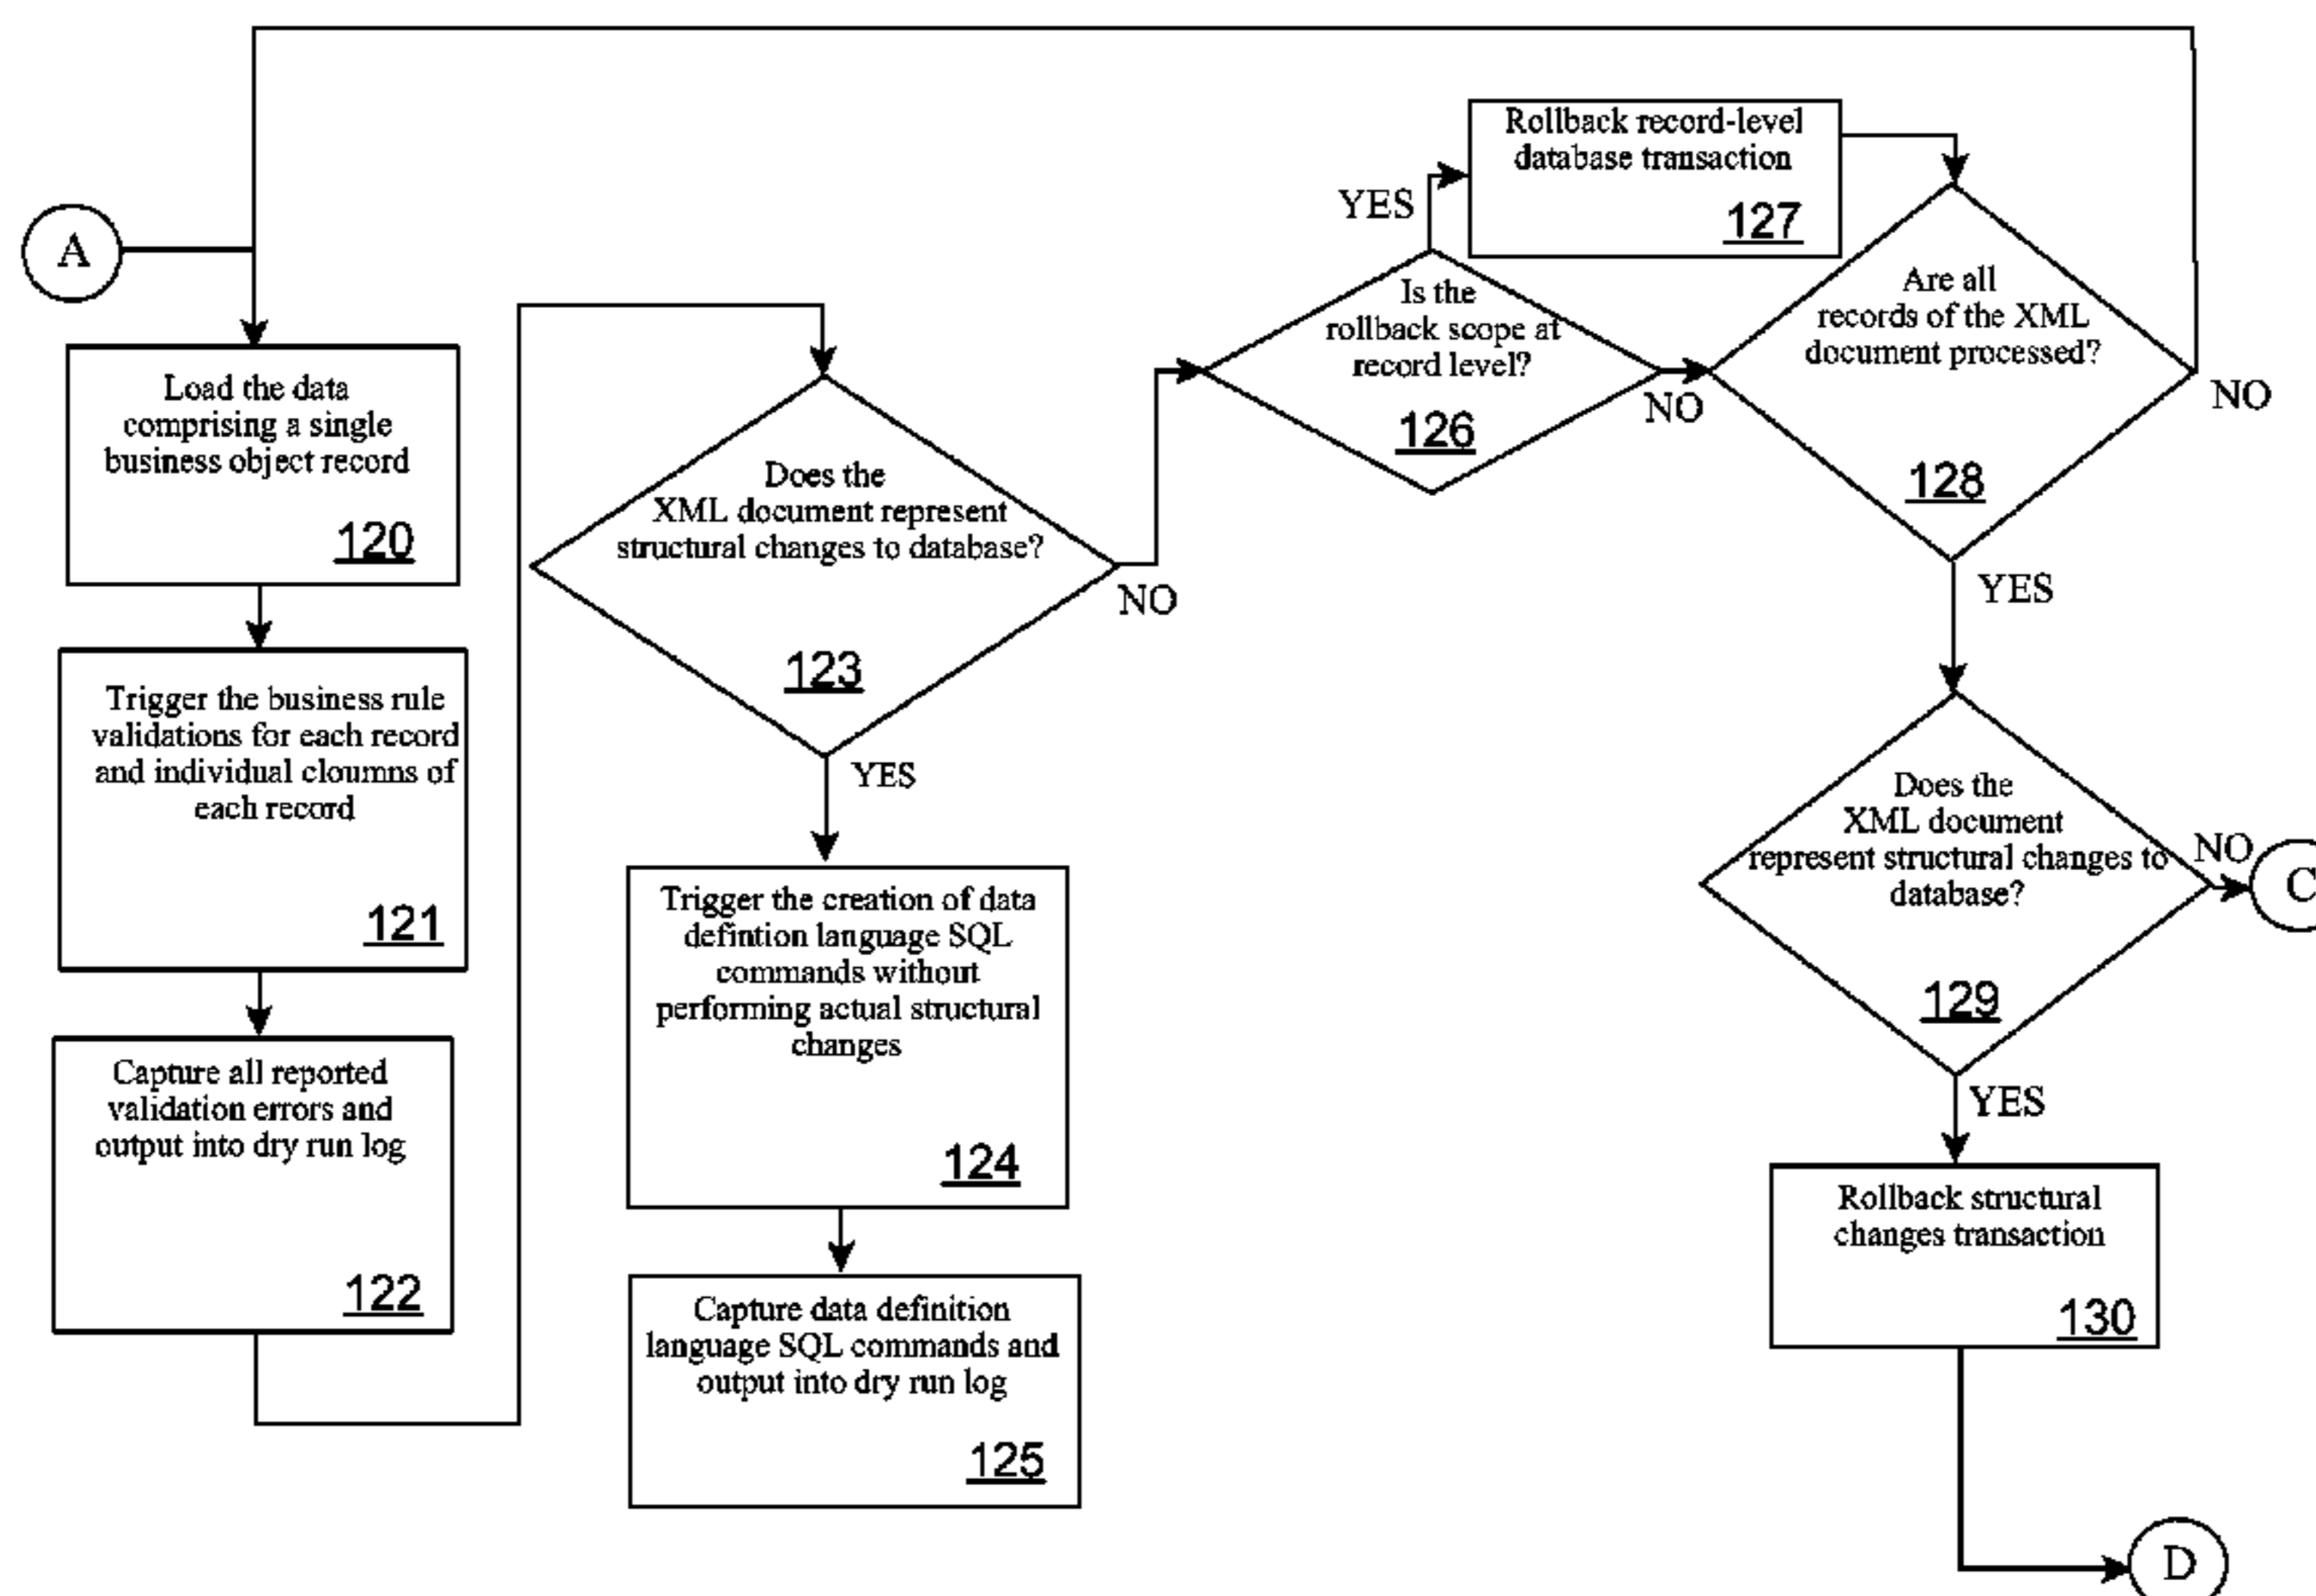 A
Load the data
comprising a single
business object record
120
Trigger the business rule
validations for each record
and individual cloumns of
each record
121
Capture all reported
validation errors and
output into dry run log
122
Does the
XML document represent
structural changes to database?
123
NO
YES
Trigger the creation of data
defintion language SQL
commands without
performing actual structural
changes
124
Capture data definition
language SQL commands and
output into dry run log
125
Is the
rollback scope at
record level?
126
YES
NO
Rollback record-level
database transaction
127
Are all
records of the XML
document processed?
128
NO
YES
Does the
XML document
represent structural changes to
database?
129
NO
C
YES
Rollback structural
changes transaction
130
D